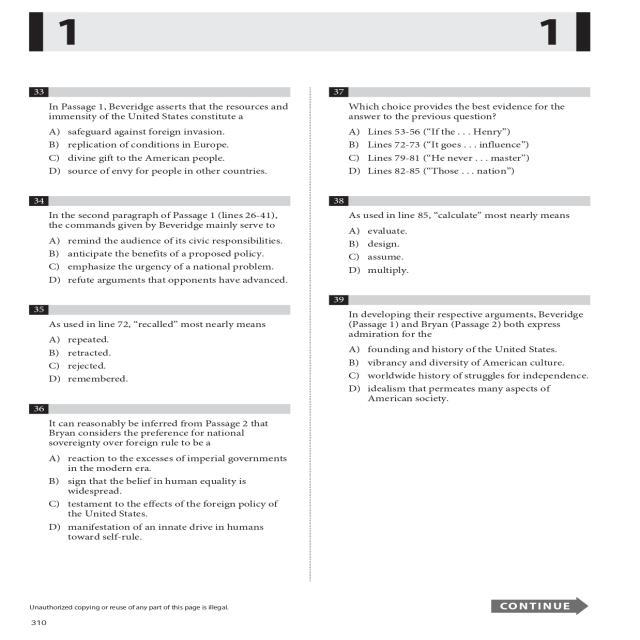 1
1
33
In Passage 1, Beveridge asserts that the resources and
immensity of the United States constitute a
A) safeguard against foreign invasion.
B) replication of conditions in Europe.
C) divine gift to the American people.
D) source of envy for people in other countries.
34
In the second paragraph of Passage 1 (lines 26-41),
the commands given by Beveridge mainly serve to
A) remind the audience of its civic responsibilities.
B) anticipate the benefits of a proposed policy.
C) emphasize the urgency of a national problem.
D) refute arguments that opponents have advanced.
35
As used in line 72, “recalled” most nearly means
A) repeated.
B) retracted.
C) rejected.
D) remembered.
36
It can reasonably be inferred from Passage 2 that
Bryan considers the preference for national
sovereignty over foreign rule to be a
A) reaction to the excesses of imperial governments
in the modern era.
B) sign that the belief in human equality is
widespread.
C) testament to the effects of the foreign policy of
the United States.
D) manifestation of an innate drive in humans
toward self-rule.
37
Which choice provides the best evidence for the
answer to the previous question?
A) Lines 53-56 (“If the . . . Henry”)
B) Lines 72-73 (“It goes . . . influence”)
C) Lines 79-81 (“He never . . . master”)
D) Lines 82-85 (“Those . . . nation”)
38
As used in line 85, “calculate” most nearly means
A) evaluate.
B) design.
C) assume.
D) multiply.
39
In developing their respective arguments, Beveridge
(Passage 1) and Bryan (Passage 2) both express
admiration for the
A) founding and history of the United States.
B) vibrancy and diversity of American culture.
C) worldwide history of struggles for independence.
D) idealism that permeates many aspects of
American society.
Unauthorized copying or reuse of any part of this page is illegal.
CONTINUE
310